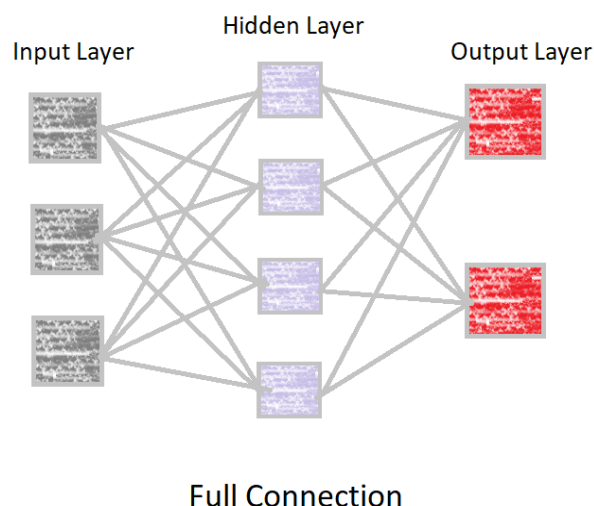 Hidden Layer
Input Layer
Output Layer
Full Connection